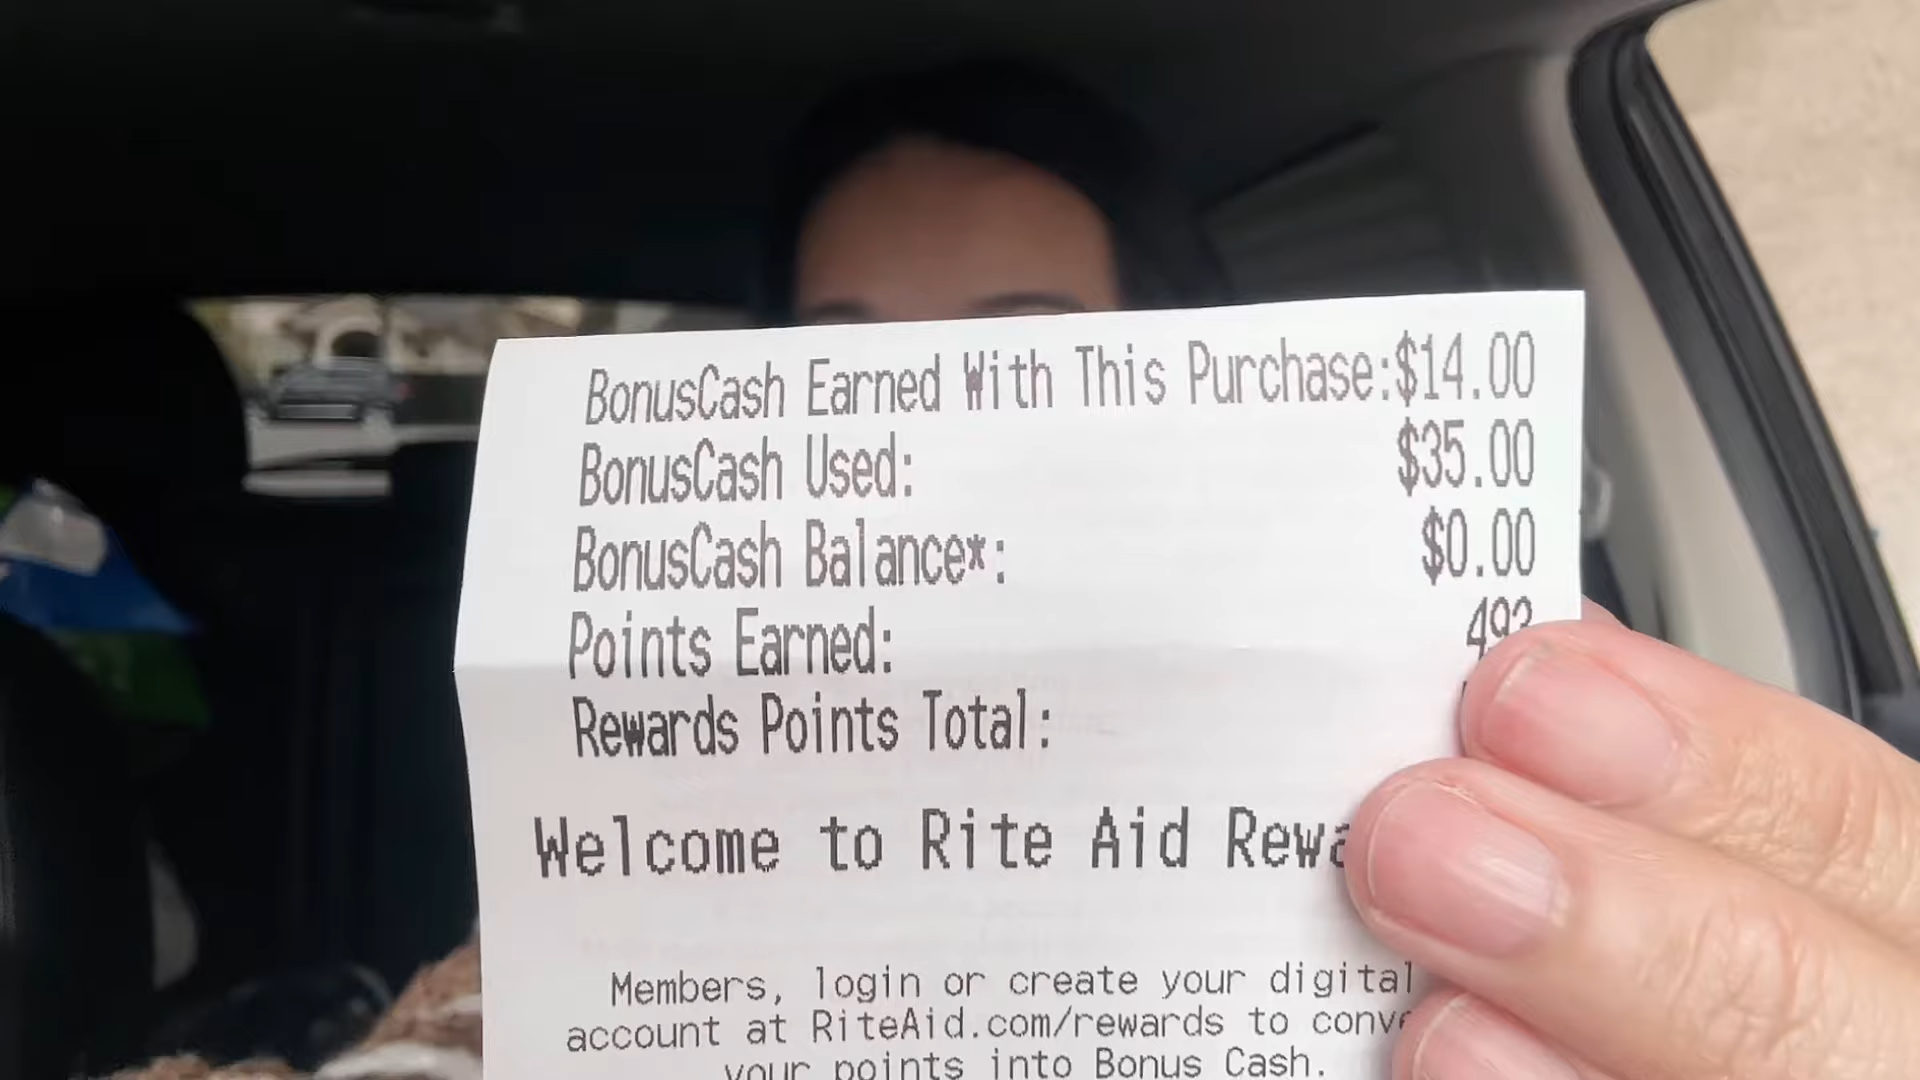 BonusCash Earned With This Purchase:$14.00
BonusCash Used: $35.00
BonusCash Balance*: $0.00
Points Earned:
Rewards Points Total:
Welcome to Rite Aid
Members, login or create your digital
account at RiteAid.com/rewards to
your points into Bonus Cash.